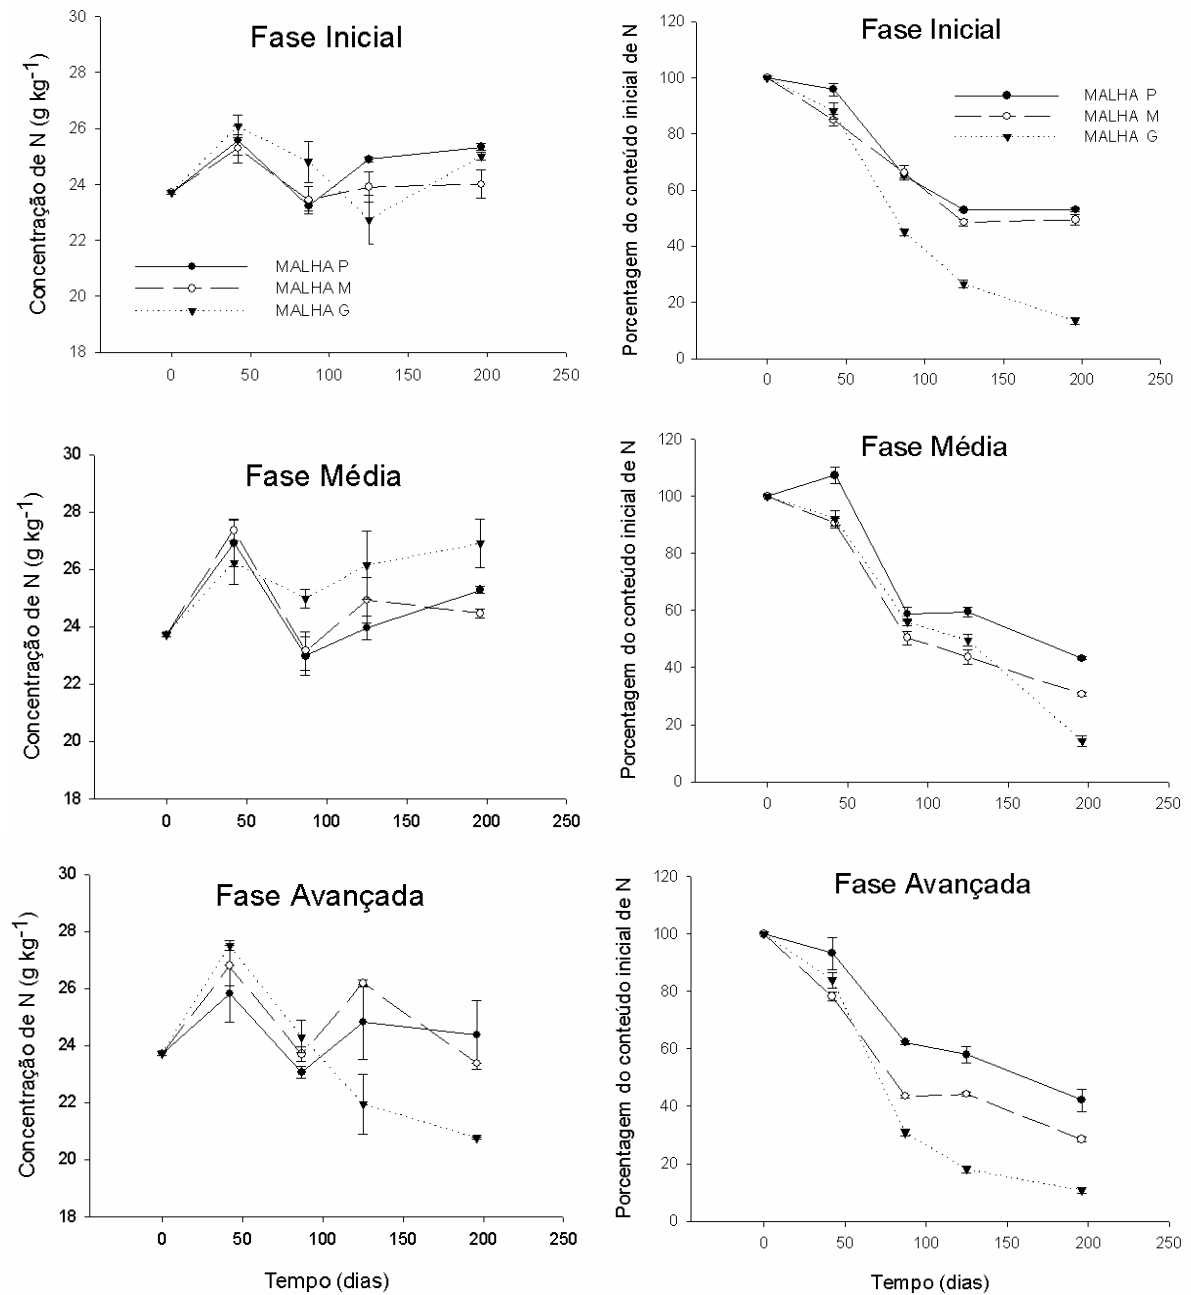 Fase Inicial
Concentração de N (g kg⁻¹)
30
28
26
24
22
20
18
MALHA P
MALHA M
MALHA G
0 50 100 150 200 250
Fase Inicial
Porcentagem do conteúdo inicial de N
120
100
80
60
40
20
0
MALHA P
MALHA M
MALHA G
0 50 100 150 200 250
Fase Média
Concentração de N (g kg⁻¹)
30
28
26
24
22
20
18
0 50 100 150 200 250
Fase Média
Porcentagem do conteúdo inicial de N
120
100
80
60
40
20
0
0 50 100 150 200 250
Fase Avançada
Concentração de N (g kg⁻¹)
30
28
26
24
22
20
18
0 50 100 150 200 250
Tempo (dias)
Fase Avançada
Porcentagem do conteúdo inicial de N
120
100
80
60
40
20
0
0 50 100 150 200 250
Tempo (dias)